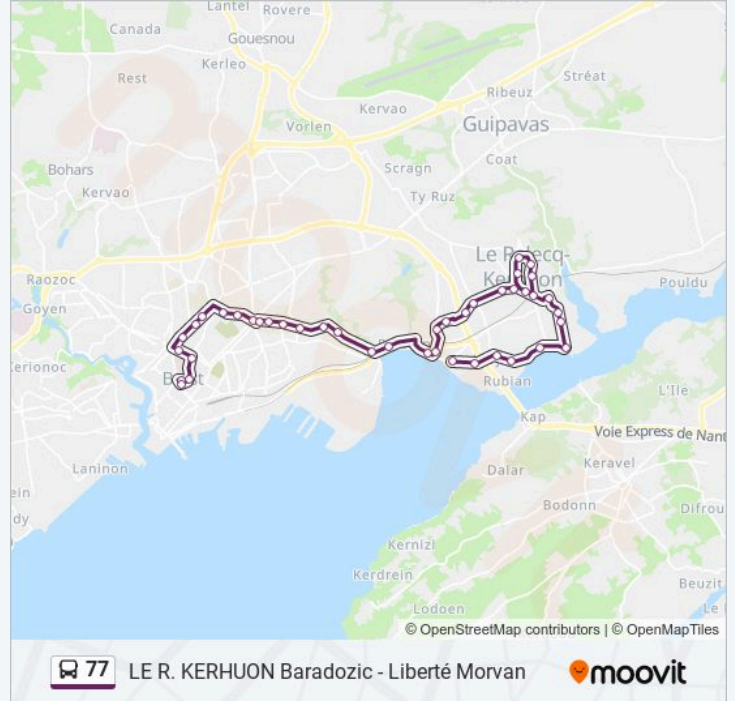 Lantel Rovere
Canada
Gouesnou
Kerleo
Rest
Stréat
Ribeuz
Kervao
Vorlen
Guipavas
Coat
Scragn
Bohars
Kervao
Ty Ruz
Raozoc
Pouldu
Goyen
L'Ile
Rubian
Kap
Voie Express de Nant
Laninon
Dalar
Keravel
Bodonn
Difrou
Kernizi
Kerdrein
Beuzit
Lodoen
© OpenStreetMap contributors | © OpenMapTiles
77 LE R. KERHUON Baradozic - Liberté Morvan
moovit